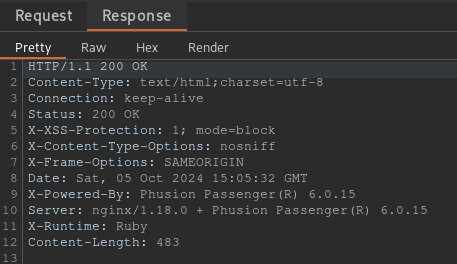 Request Response
Pretty Raw Hex Render
1 HTTP/1.1 200 OK
2 Content-Type: text/html;charset=utf-8
3 Connection: keep-alive
4 Status: 200 OK
5 X-XSS-Protection: 1; mode=block
6 X-Content-Type-Options: nosniff
7 X-Frame-Options: SAMEORIGIN
8 Date: Sat, 05 Oct 2024 15:05:32 GMT
9 X-Powered-By: Phusion Passenger(R) 6.0.15
10 Server: nginx/1.18.0 + Phusion Passenger(R) 6.0.15
11 X-Runtime: Ruby
12 Content-Length: 483
13